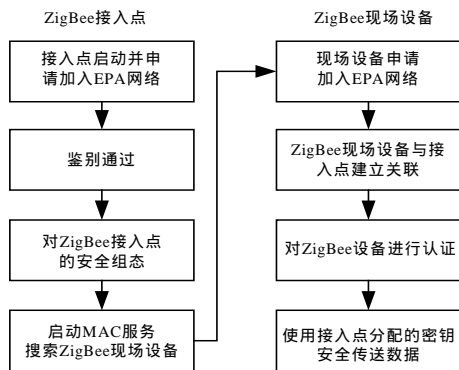 ZigBee接入点
接入点启动并申
请加入EPA网络
鉴别通过
对ZigBee接入点
的安全组态
启动MAC服务
搜索ZigBee现场设备
ZigBee现场设备
现场设备申请
加入EPA网络
ZigBee现场设备与接
入点建立关联
对ZigBee设备进行认证
使用接入点分配的密钥
安全传送数据